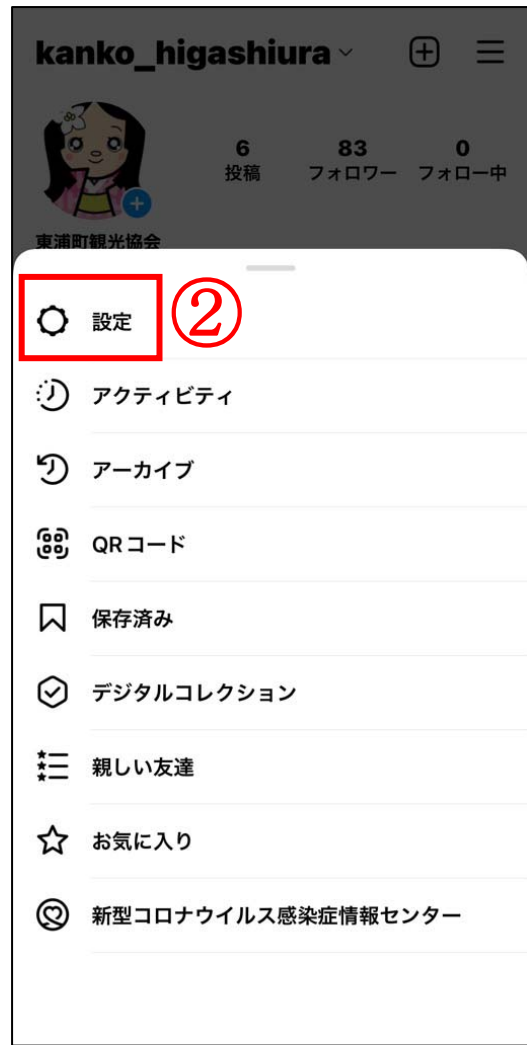 kanko_higashiura
6 83 0
投稿 フォロワー フォロー中
東浦町観光協会
設定 ②
アクティビティ
アーカイブ
QRコード
保存済み
デジタルコレクション
親しい友達
お気に入り
新型コロナウイルス感染症情報センター